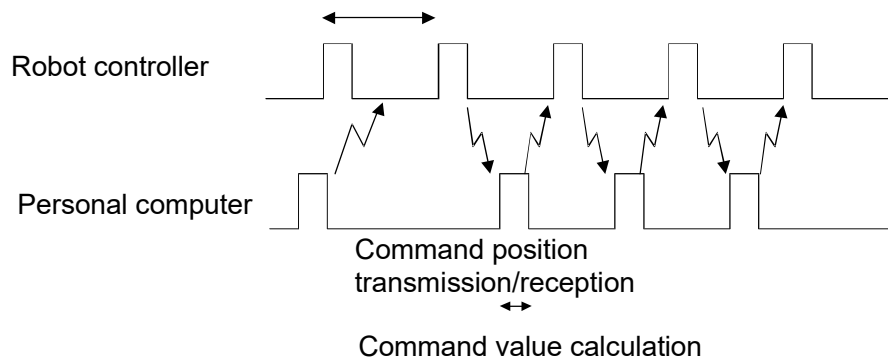 Robot controller
Personal computer
Command position
transmission/reception
Command value calculation